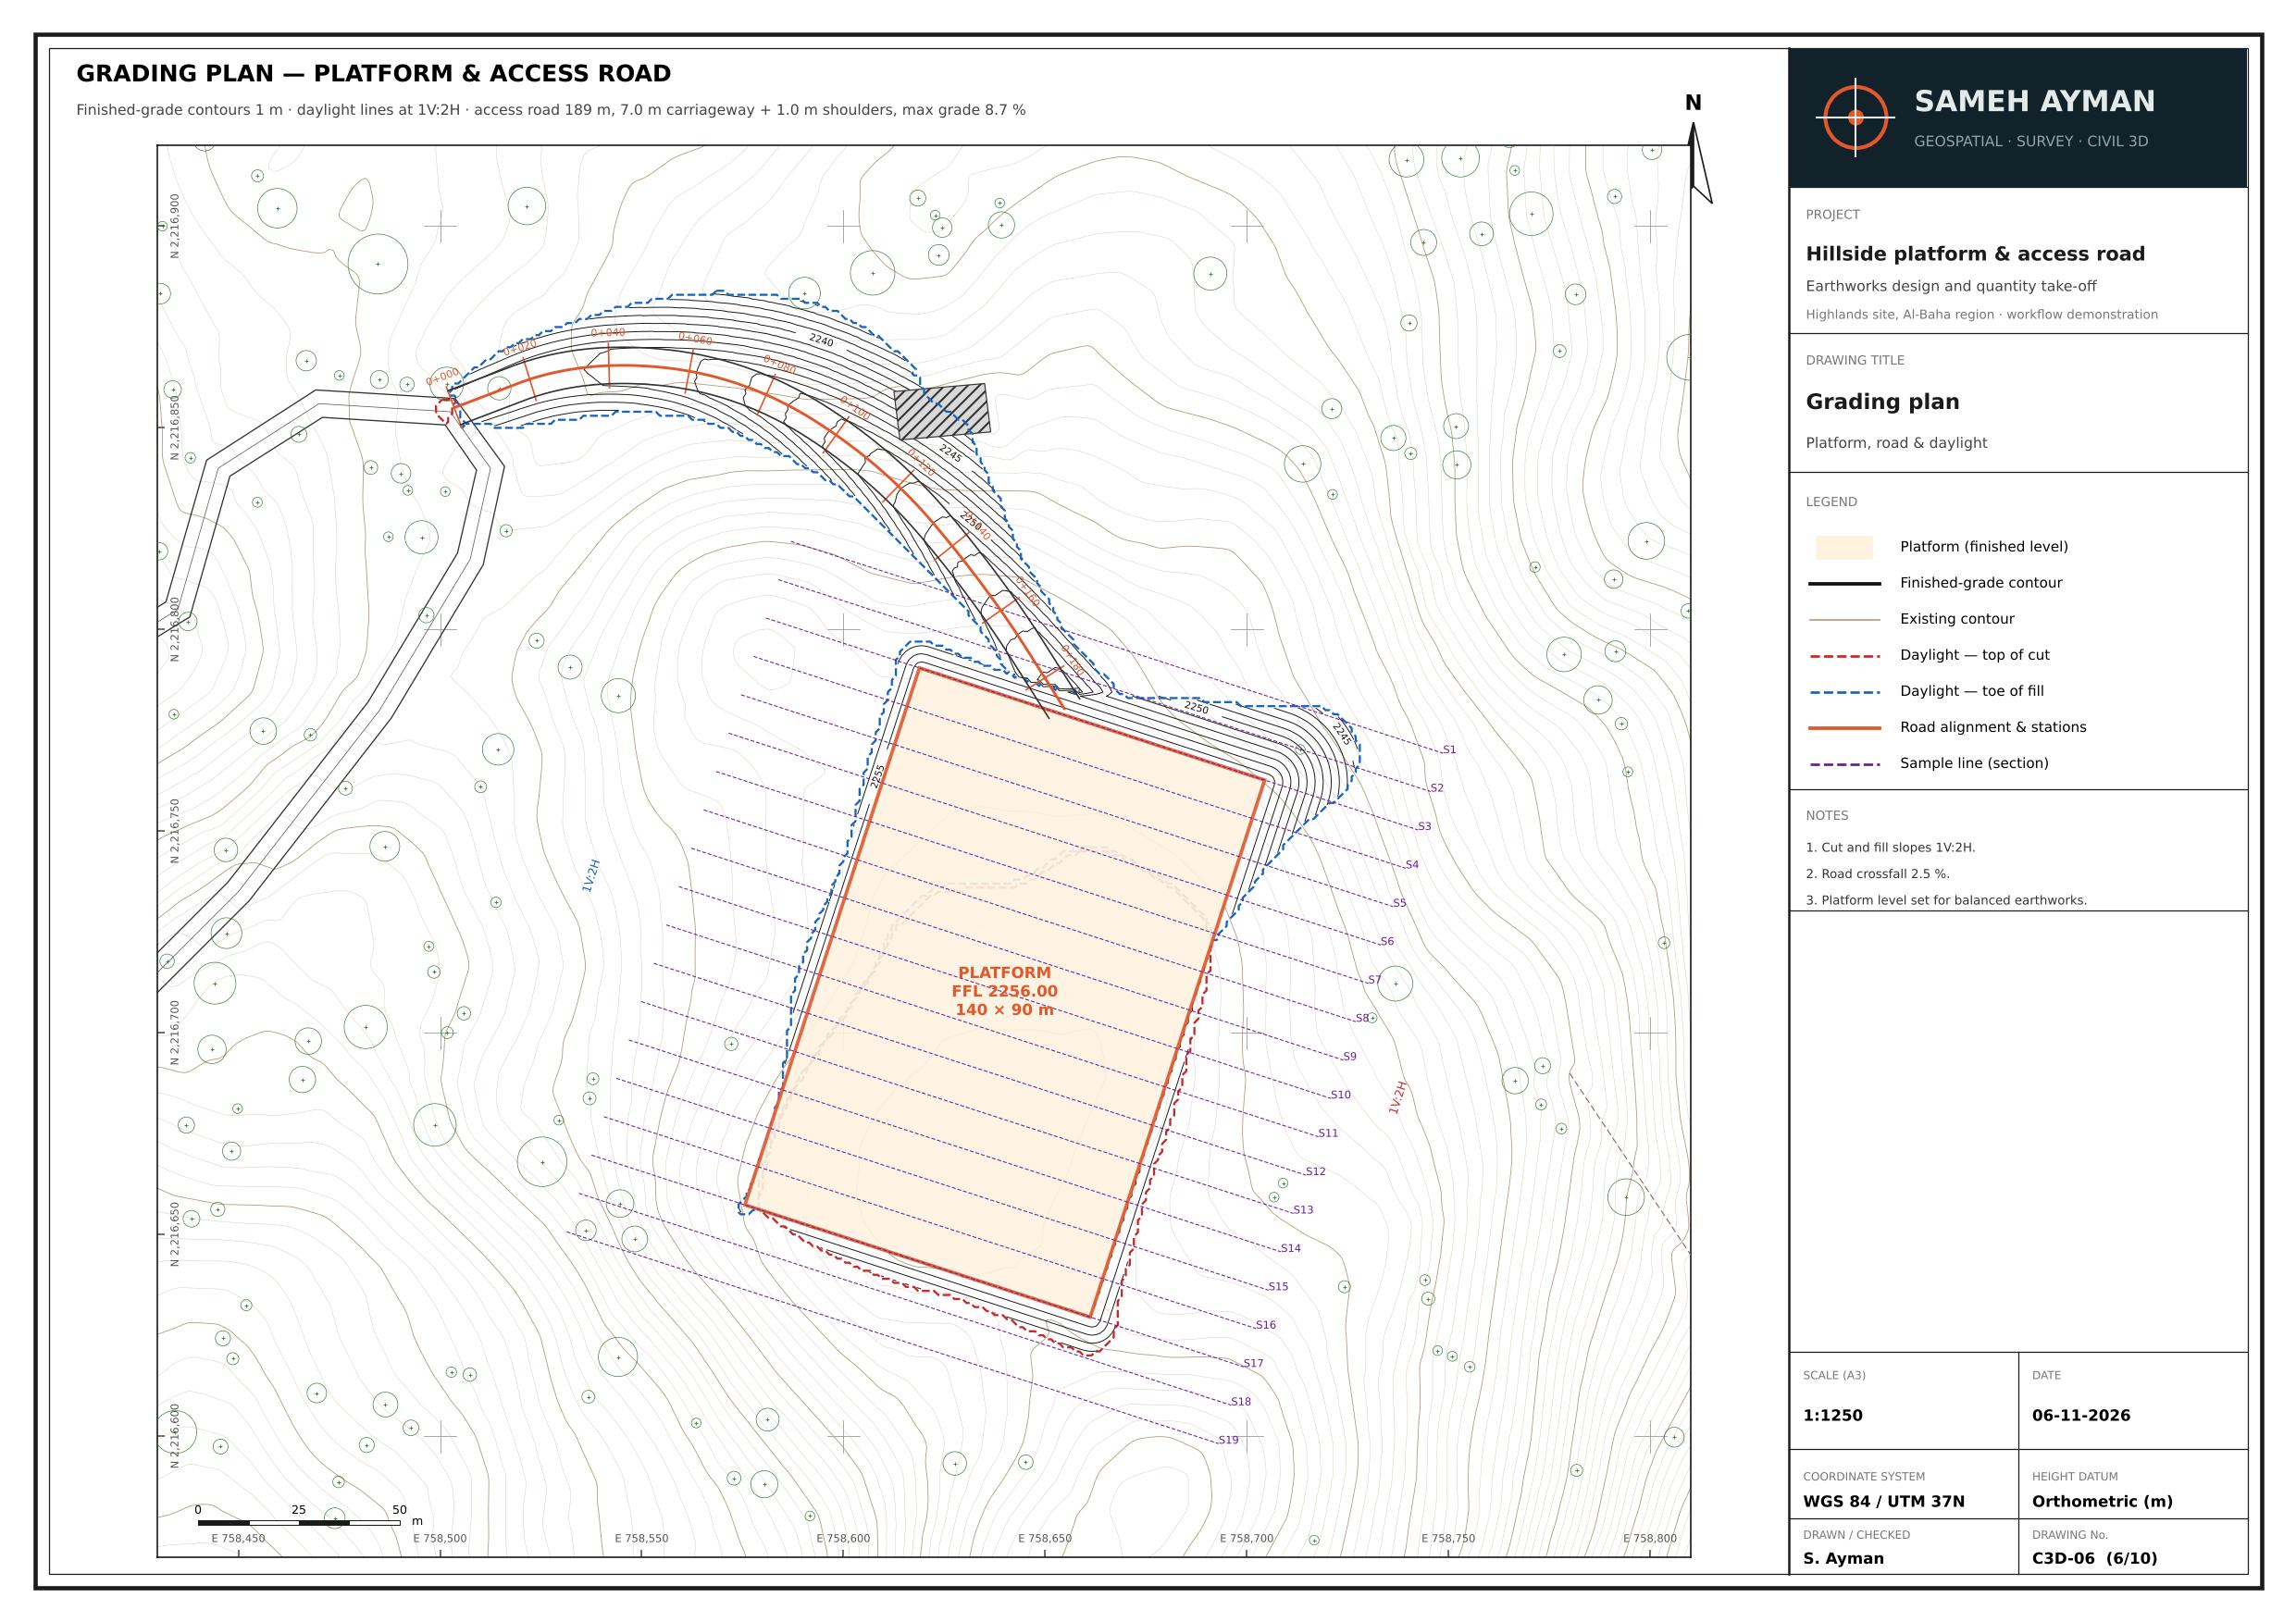 GRADING PLAN — PLATFORM & ACCESS ROAD
Finished-grade contours 1 m · daylight lines at 1V:2H · access road 189 m, 7.0 m carriageway + 1.0 m shoulders, max grade 8.7 %
N
N 2,216,900
N 2,216,850
N 2,216,800
N 2,216,750
N 2,216,700
N 2,216,650
N 2,216,600
0+000
0+020
0+040
0+060
0+080
0+100
0+120
0+160
0+180
2240
2245
2250
2250
2245
2255
1V:2H
1V:2H
PLATFORM
FFL 2256.00
140 × 90 m
S1
S2
S3
S4
S5
S6
S7
S8
S9
S10
S11
S12
S13
S14
S15
S16
S17
S18
S19
0 25 50 m
E 758,450 E 758,500 E 758,550 E 758,600 E 758,650 E 758,700 E 758,750 E 758,800
SAMEH AYMAN
GEOSPATIAL · SURVEY · CIVIL 3D
PROJECT
Hillside platform & access road
Earthworks design and quantity take-off
Highlands site, Al-Baha region · workflow demonstration
DRAWING TITLE
Grading plan
Platform, road & daylight
LEGEND
Platform (finished level)
Finished-grade contour
Existing contour
Daylight — top of cut
Daylight — toe of fill
Road alignment & stations
Sample line (section)
NOTES
1. Cut and fill slopes 1V:2H.
2. Road crossfall 2.5 %.
3. Platform level set for balanced earthworks.
SCALE (A3)
1:1250
DATE
06-11-2026
COORDINATE SYSTEM
WGS 84 / UTM 37N
HEIGHT DATUM
Orthometric (m)
DRAWN / CHECKED
S. Ayman
DRAWING No.
C3D-06 (6/10)